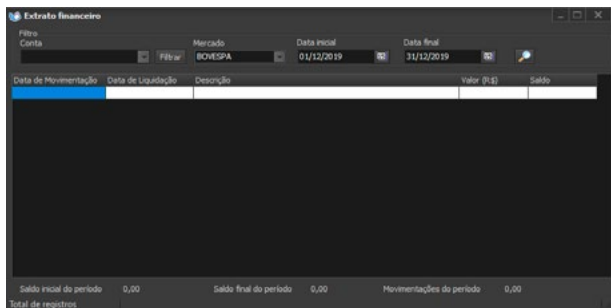 Extrato financeiro
Filtro
Conta Mercado Data inicial Data final
Filtrar BOVESPA 01/12/2019 31/12/2019
Data de Movimentação Data de Liquidação Descrição Valor (R$) Saldo
Saldo inicial do período 0,00 Saldo final do período 0,00 Movimentações do período 0,00
Total de registros